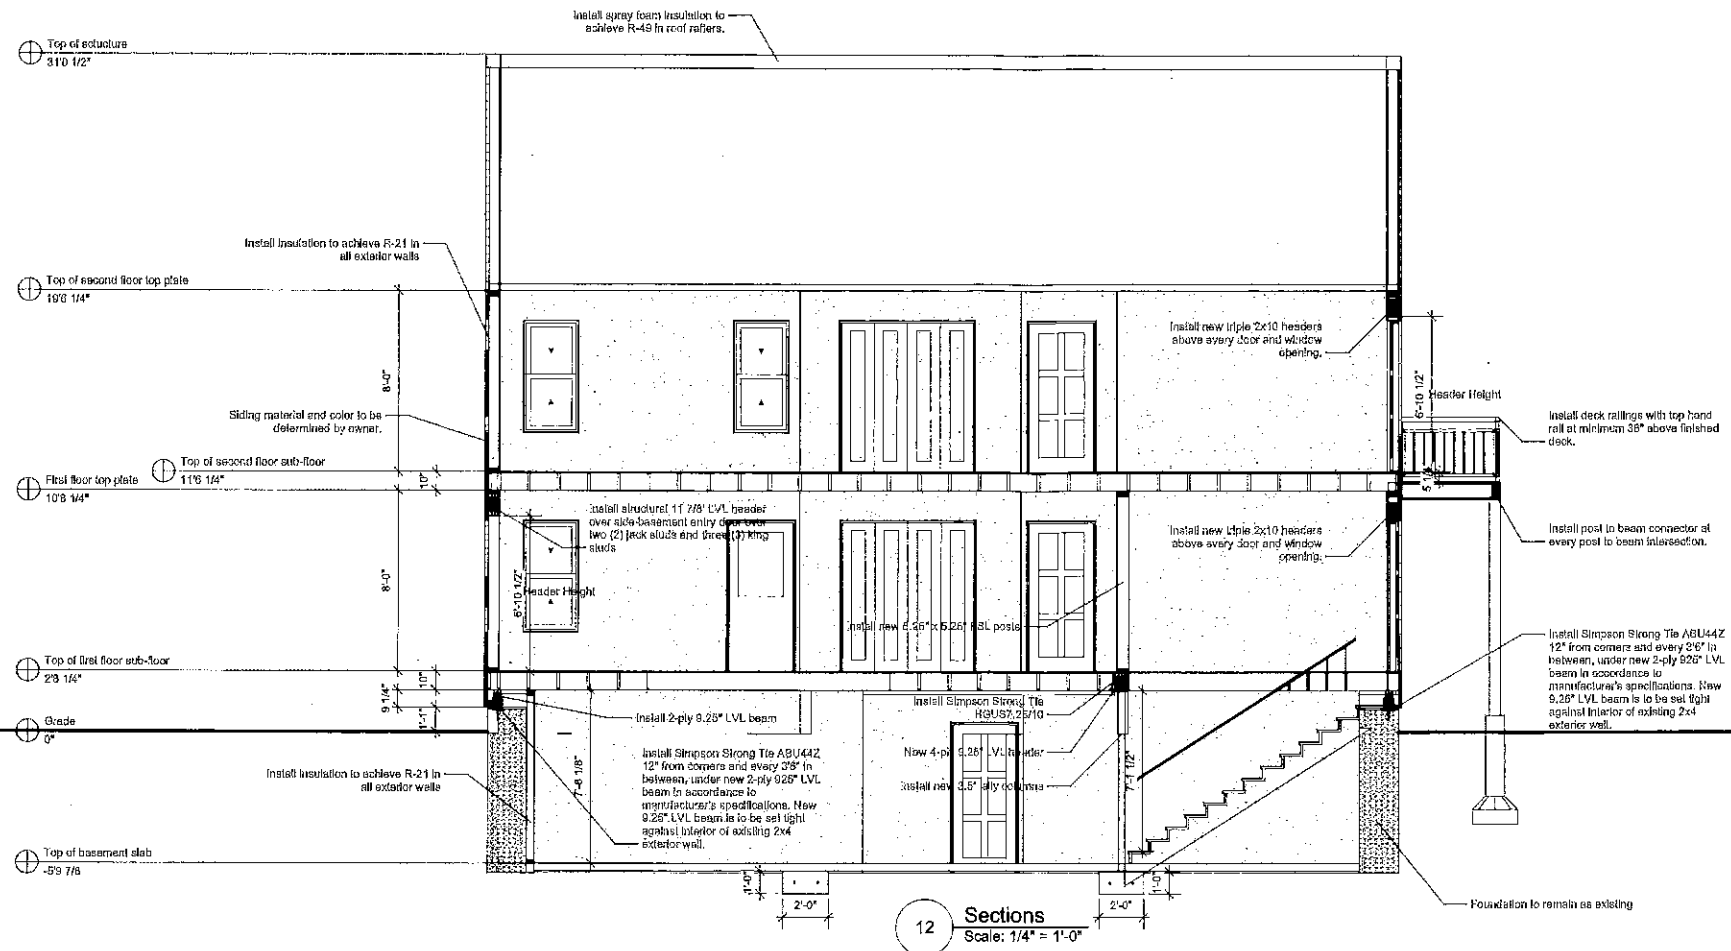 Install spray foam insulation to
achieve R-49 in roof rafters.
Top of sctucture
31'0 1/2"
Install insulation to achieve R-21 in
all exterior walls
Top of second floor top plate
19'6 1/4"
Install new triple 2x10 headers
above every door and window
opening.
8'-0"
6'-10 1/2"
Header Height
Siding material and color to be
determined by owner.
Install deck railings with top hand
rail at minimum 36" above finished
deck.
Top of second floor sub-floor
11'6 1/4"
First floor top plate
10'8 1/4"
10"
5 1/4"
Install structural 11 7/8" LVL header
over side basement entry door over
two (2) jack studs and three (3) king
studs
Install new triple 2x10 headers
above every door and window
opening.
Install post to beam connector at
every post to beam intersection.
8'-0"
6'-10 1/2"
Header Height
Install new 5.25" x 5.25" PSL posts
Install Simpson Strong Tie ABU44Z
12" from corners and every 3'6" in
between, under new 2-ply 925" LVL
beam in accordance to
manufacturer's specifications. New
9.25" LVL beam is to be set tight
against interior of existing 2x4
exterior wall.
Top of first floor sub-floor
2'8 1/4"
10"
9 1/4"
1'-1"
Install Simpson Strong Tie
HGUS7.25/10
Install 2-ply 9.25" LVL beam
Grade
0"
New 4-ply 9.25" LVL header
Install Simpson Strong Tie ABU44Z
12" from corners and every 3'6" in
between, under new 2-ply 925" LVL
beam in accordance to
manufacturer's specifications. New
9.25" LVL beam is to be set tight
against interior of existing 2x4
exterior wall.
7'-6 1/8"
7'-1 1/2"
Install insulation to achieve R-21 in
all exterior walls
Install new 3.5" lally columns
Top of basement slab
-5'9 7/8
1'-0"
1'-0"
2'-0"
2'-0"
Foundation to remain as existing
12
Sections
Scale: 1/4" = 1'-0"